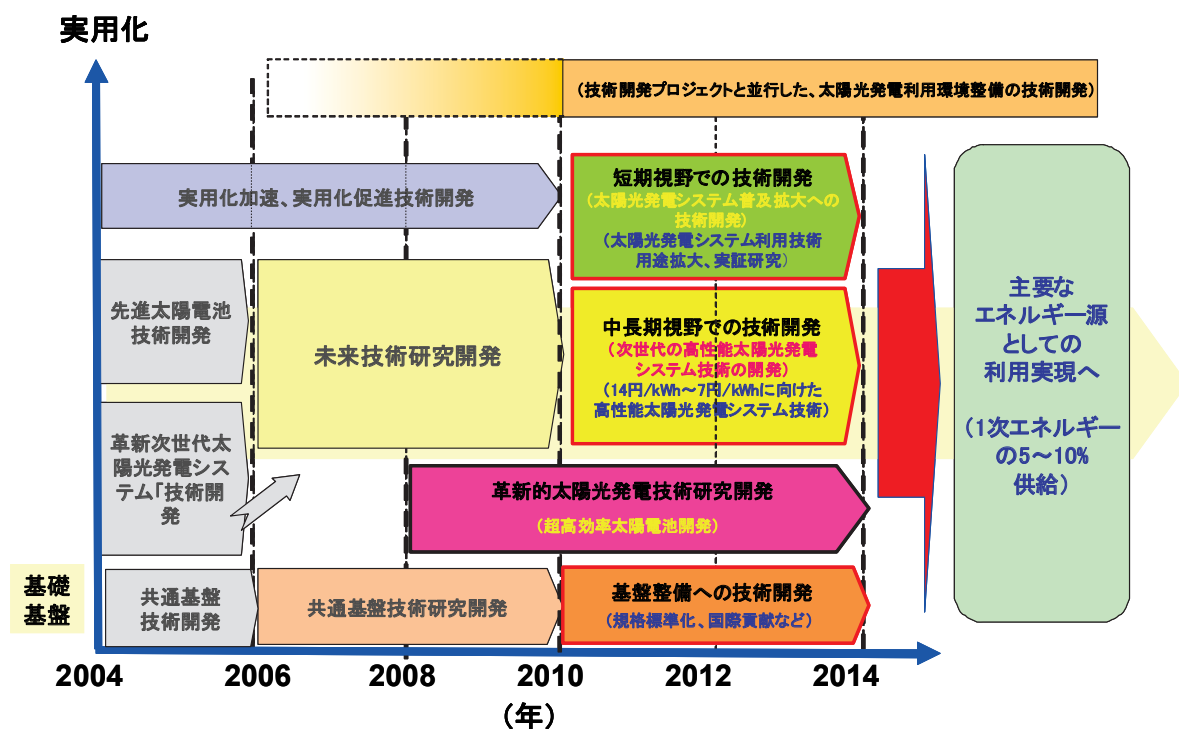 実用化
(技術開発プロジェクトと並行した、太陽光発電利用環境整備の技術開発)
実用化加速、実用化促進技術開発
短期視野での技術開発
(太陽光発電システム普及拡大への
技術開発)
(太陽光発電システム利用技術
用途拡大、実証研究)
先進太陽電池
技術開発
未来技術研究開発
中長期視野での技術開発
(次世代の高性能太陽光発電
システム技術の開発)
(14円/kWh~7円/kWhに向けた
高性能太陽光発電システム技術)
主要な
エネルギー源
としての
利用実現へ
(1次エネルギー
の5~10%
供給)
革新次世代太
陽光発電シス
テム「技術開
発
革新的太陽光発電技術研究開発
(超高効率太陽電池開発)
基礎
基盤
共通基盤
技術開発
共通基盤技術研究開発
基盤整備への技術開発
(規格標準化、国際貢献など)
2004 2006 2008 2010 2012 2014
(年)